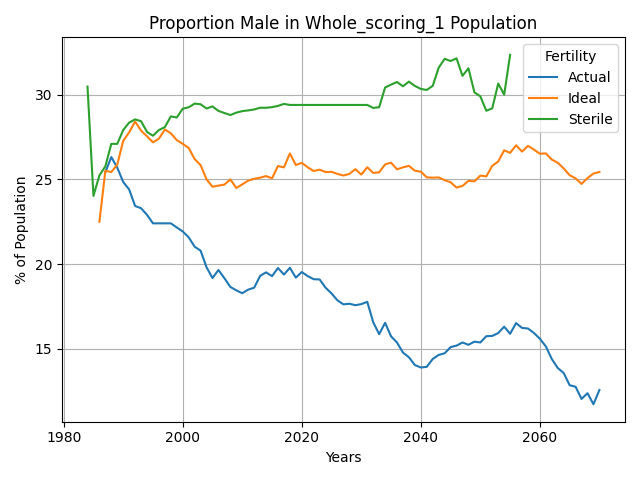 Proportion Male in Whole_scoring_1 Population
% of Population
30
25
20
15
1980
2000
2020
2040
2060
Years
Fertility
Actual
Ideal
Sterile